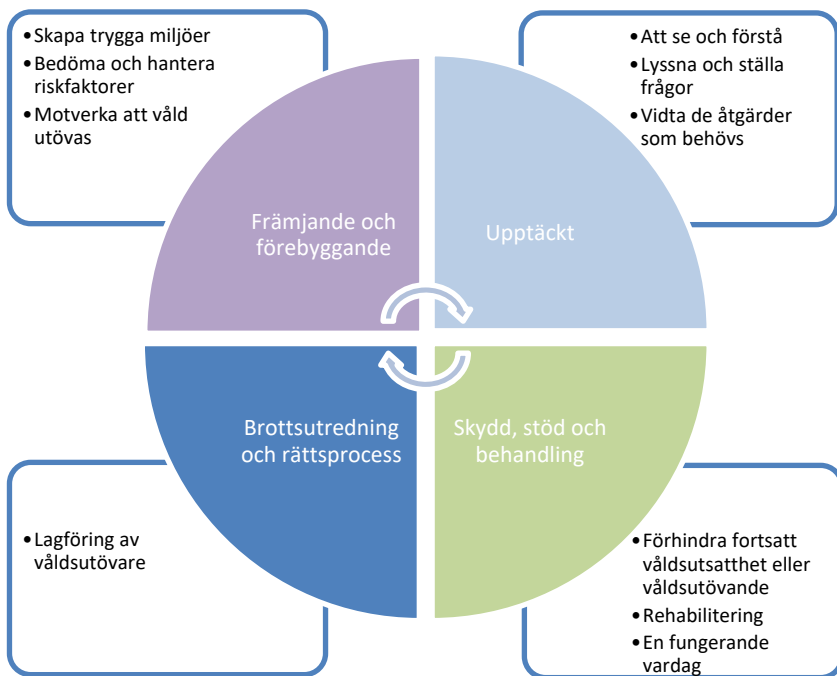 •Skapa trygga miljöer
•Bedöma och hantera
riskfaktorer
•Motverka att våld
utövas
•Att se och förstå
•Lyssna och ställa
frågor
•Vidta de åtgärder
som behövs
Främjande och
förebyggande
Upptäckt
Brottsutredning
och rättsprocess
Skydd, stöd och
behandling
•Lagföring av
våldsutövare
•Förhindra fortsatt
våldsutsatthet eller
våldsutövande
•Rehabilitering
•En fungerande
vardag